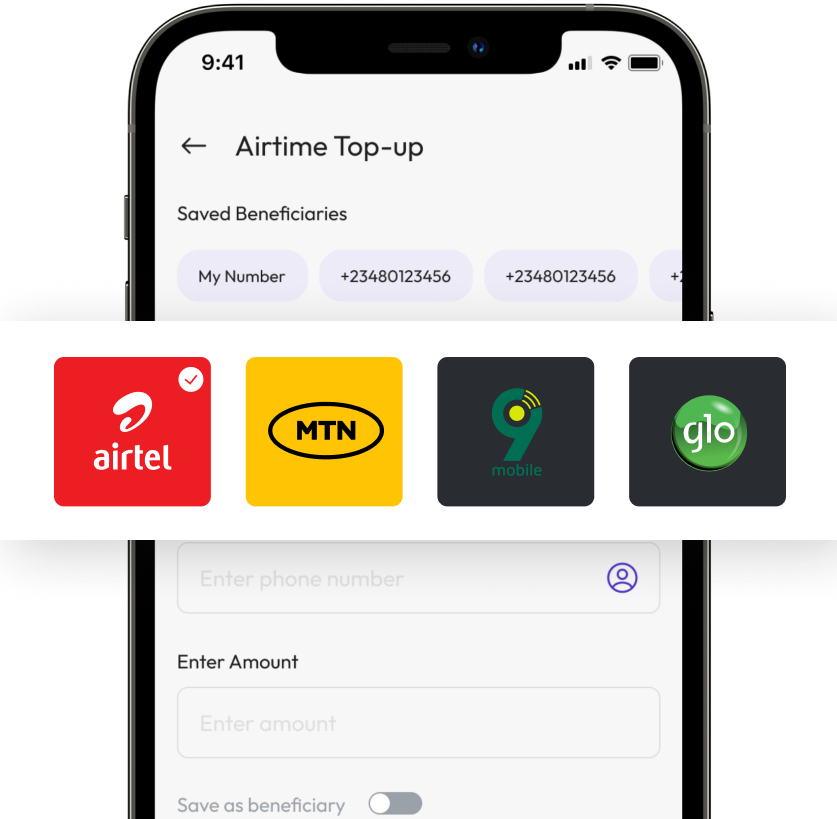 9:41
Airtime Top-up
Saved Beneficiaries
My Number
+23480123456
+23480123456
airtel
MTN
9
mobile
glo
Enter phone number
Enter Amount
Enter amount
Save as beneficiary